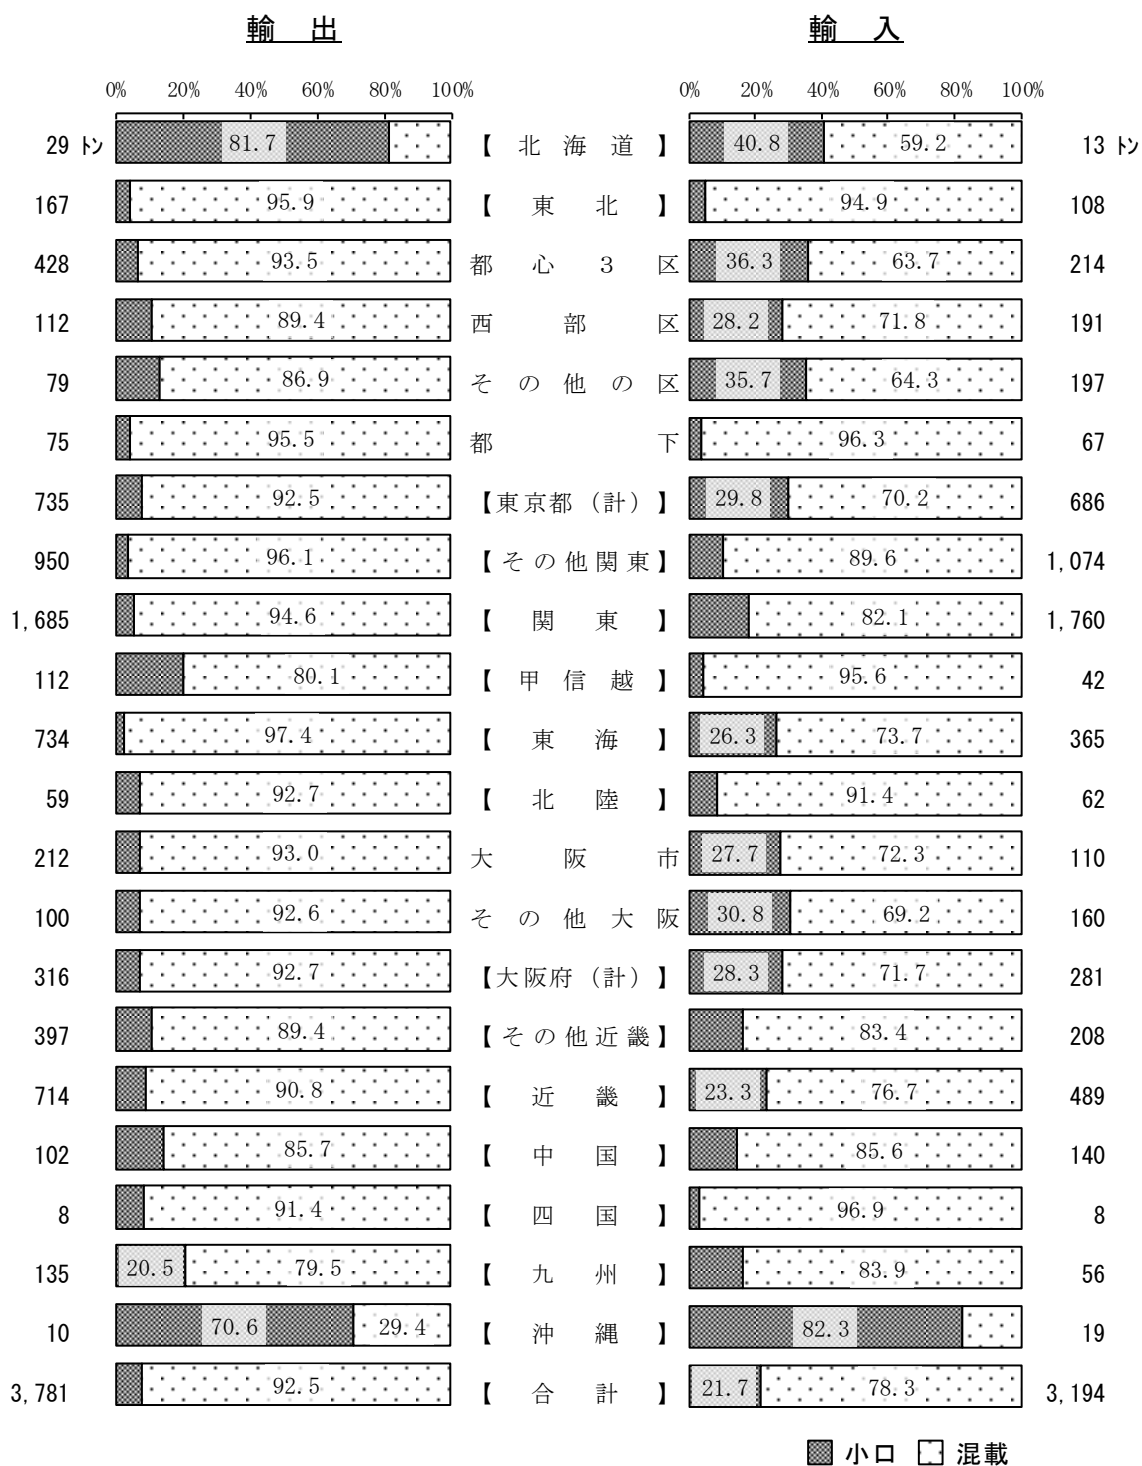 輸 出 輸 入
0% 20% 40% 60% 80% 100% 0% 20% 40% 60% 80% 100%
29 トン 81.7 【 北 海 道 】 40.8 59.2 13 トン
167 95.9 【 東 北 】 94.9 108
428 93.5 都 心 3 区 36.3 63.7 214
112 89.4 西 部 区 28.2 71.8 191
79 86.9 そ の 他 の 区 35.7 64.3 197
75 95.5 都 下 96.3 67
735 92.5 【東京都（計）】 29.8 70.2 686
950 96.1 【その他関東】 89.6 1,074
1,685 94.6 【 関 東 】 82.1 1,760
112 80.1 【 甲 信 越 】 95.6 42
734 97.4 【 東 海 】 26.3 73.7 365
59 92.7 【 北 陸 】 91.4 62
212 93.0 大 阪 市 27.7 72.3 110
100 92.6 そ の 他 大 阪 30.8 69.2 160
316 92.7 【大阪府（計）】 28.3 71.7 281
397 89.4 【その他近畿】 83.4 208
714 90.8 【 近 畿 】 23.3 76.7 489
102 85.7 【 中 国 】 85.6 140
8 91.4 【 四 国 】 96.9 8
135 20.5 79.5 【 九 州 】 83.9 56
10 70.6 29.4 【 沖 縄 】 82.3 19
3,781 92.5 【 合 計 】 21.7 78.3 3,194
小口 混載